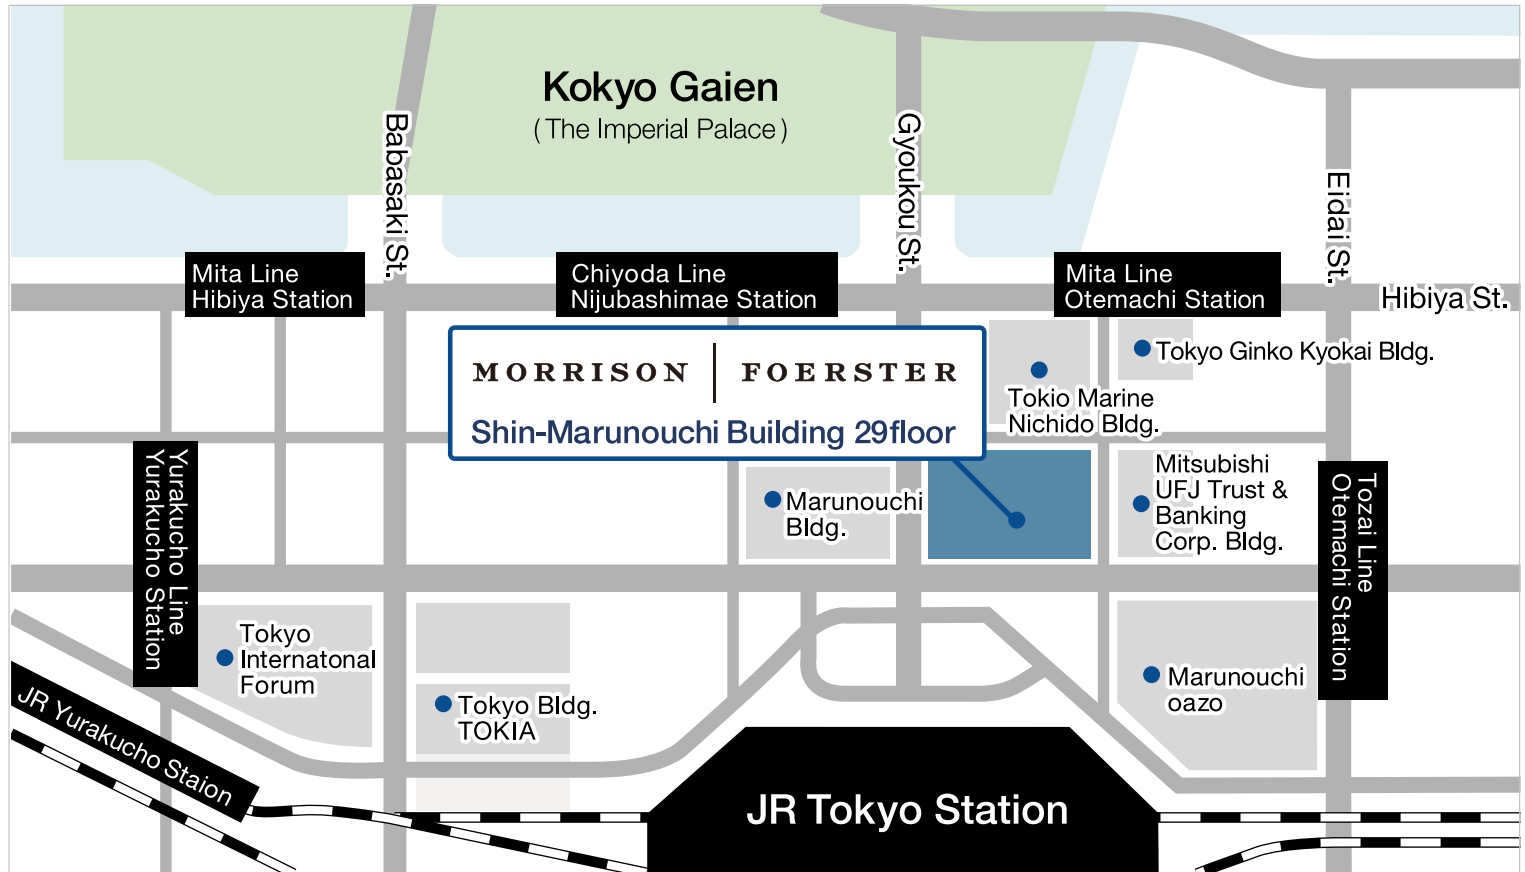 Kokyo Gaien
( The Imperial Palace )
Babasaki St.
Gyoukou St.
Eidai St.
Mita Line
Hibiya Station
Chiyoda Line
Nijubashimae Station
Mita Line
Otemachi Station
Hibiya St.
MORRISON | FOERSTER
Shin-Marunouchi Building 29floor
Tokyo Ginko Kyokai Bldg.
Tokio Marine
Nichido Bldg.
Yurakucho Line
Yurakucho Station
Marunouchi
Bldg.
Mitsubishi
UFJ Trust &
Banking
Corp. Bldg.
Tozai Line
Otemachi Station
Tokyo
Internatonal
Forum
Tokyo Bldg.
TOKIA
Marunouchi
oazo
JR Yurakucho Staion
JR Tokyo Station